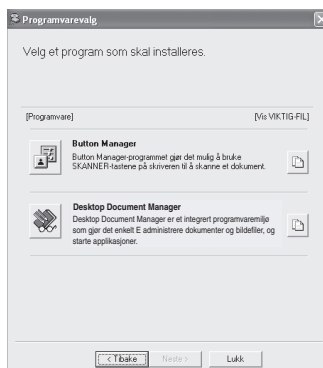 Programvarevalg
Velg et program som skal installeres.
[Programvare] [Vis VIKTIG-FIL]
Button Manager
Button Manager-programmet gjør det mulig å bruke
SKANNER-tastene på skriveren til å skanne et dokument.
Desktop Document Manager
Desktop Document Manager er et integrert programvaremiljø
som gjør det enkelt E administrere dokumenter og bildefiler, og
starte applikasjoner.
< Tibake Neste > Lukk